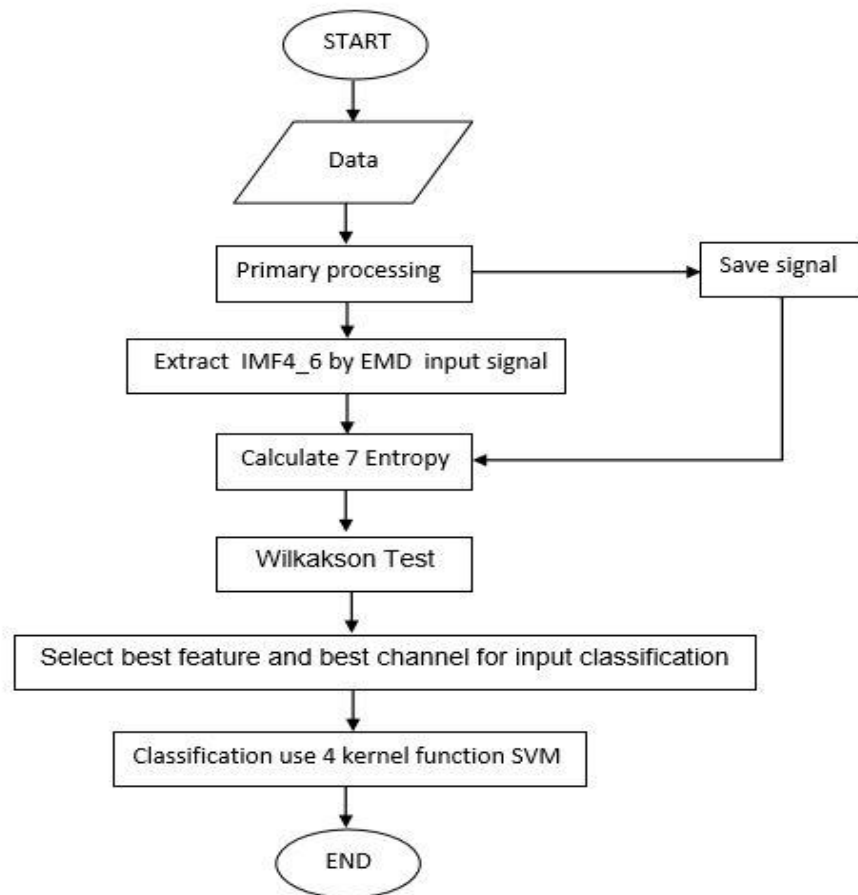 START
Data
Primary processing
Save signal
Extract IMF4_6 by EMD input signal
Calculate 7 Entropy
Wilkakson Test
Select best feature and best channel for input classification
Classification use 4 kernel function SVM
END